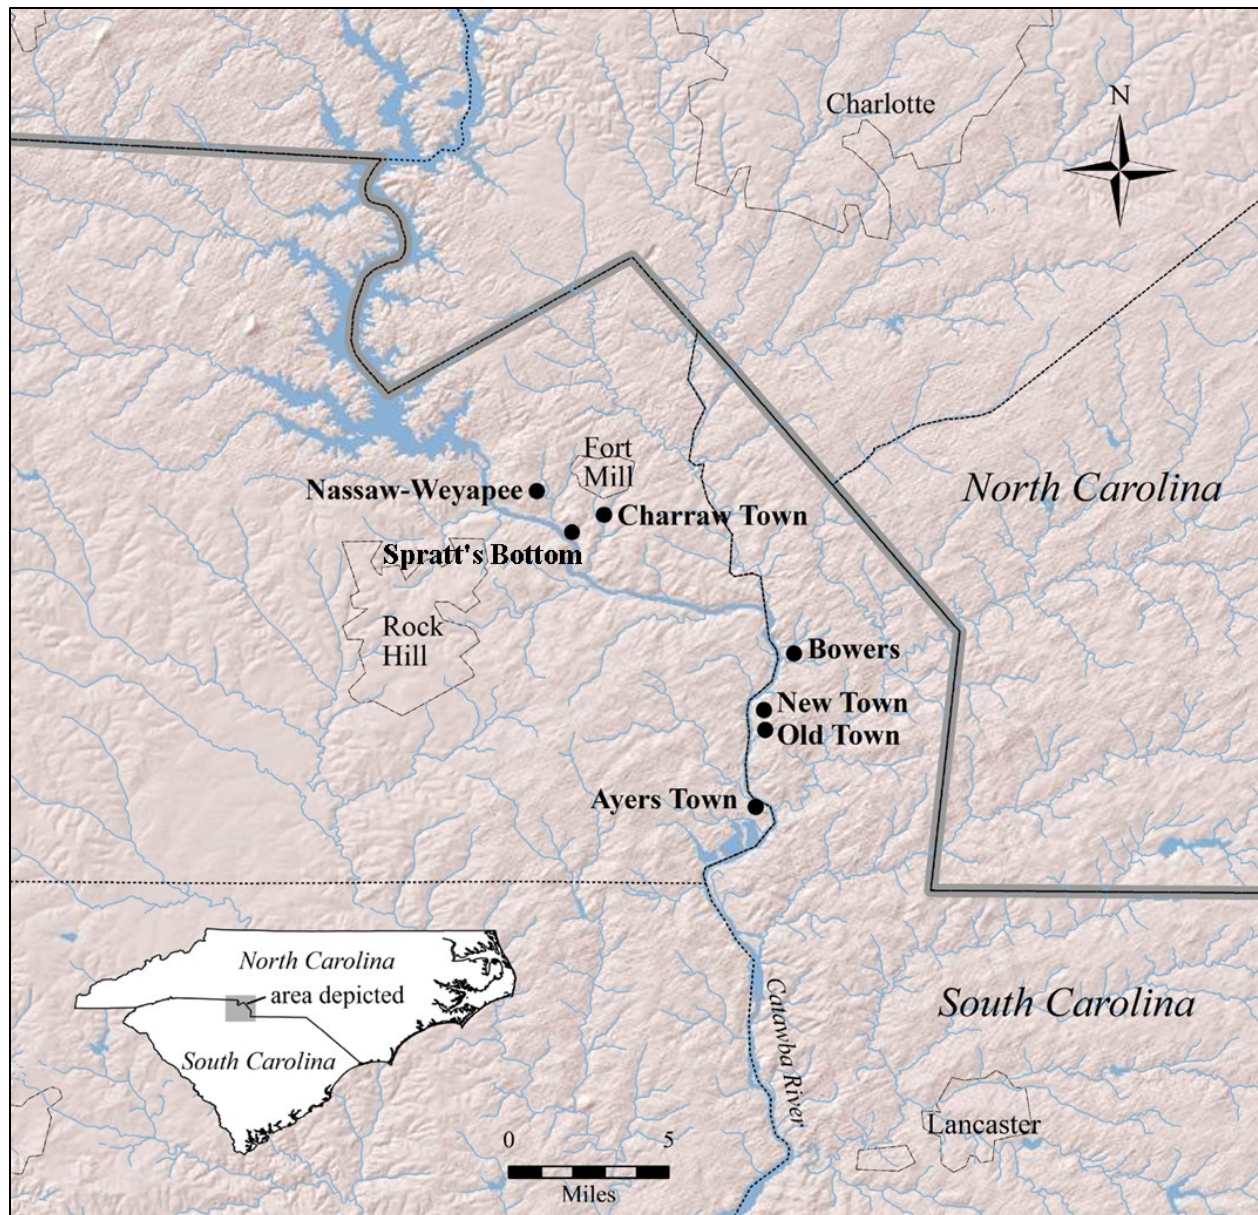 Charlotte
N
Fort
Mill
Nassaw-Weyapee
North Carolina
Charraw Town
Spratt's Bottom
Rock
Hill
Bowers
New Town
Old Town
Ayers Town
North Carolina
area depicted
South Carolina
Catawba River
South Carolina
Lancaster
0 5
Miles